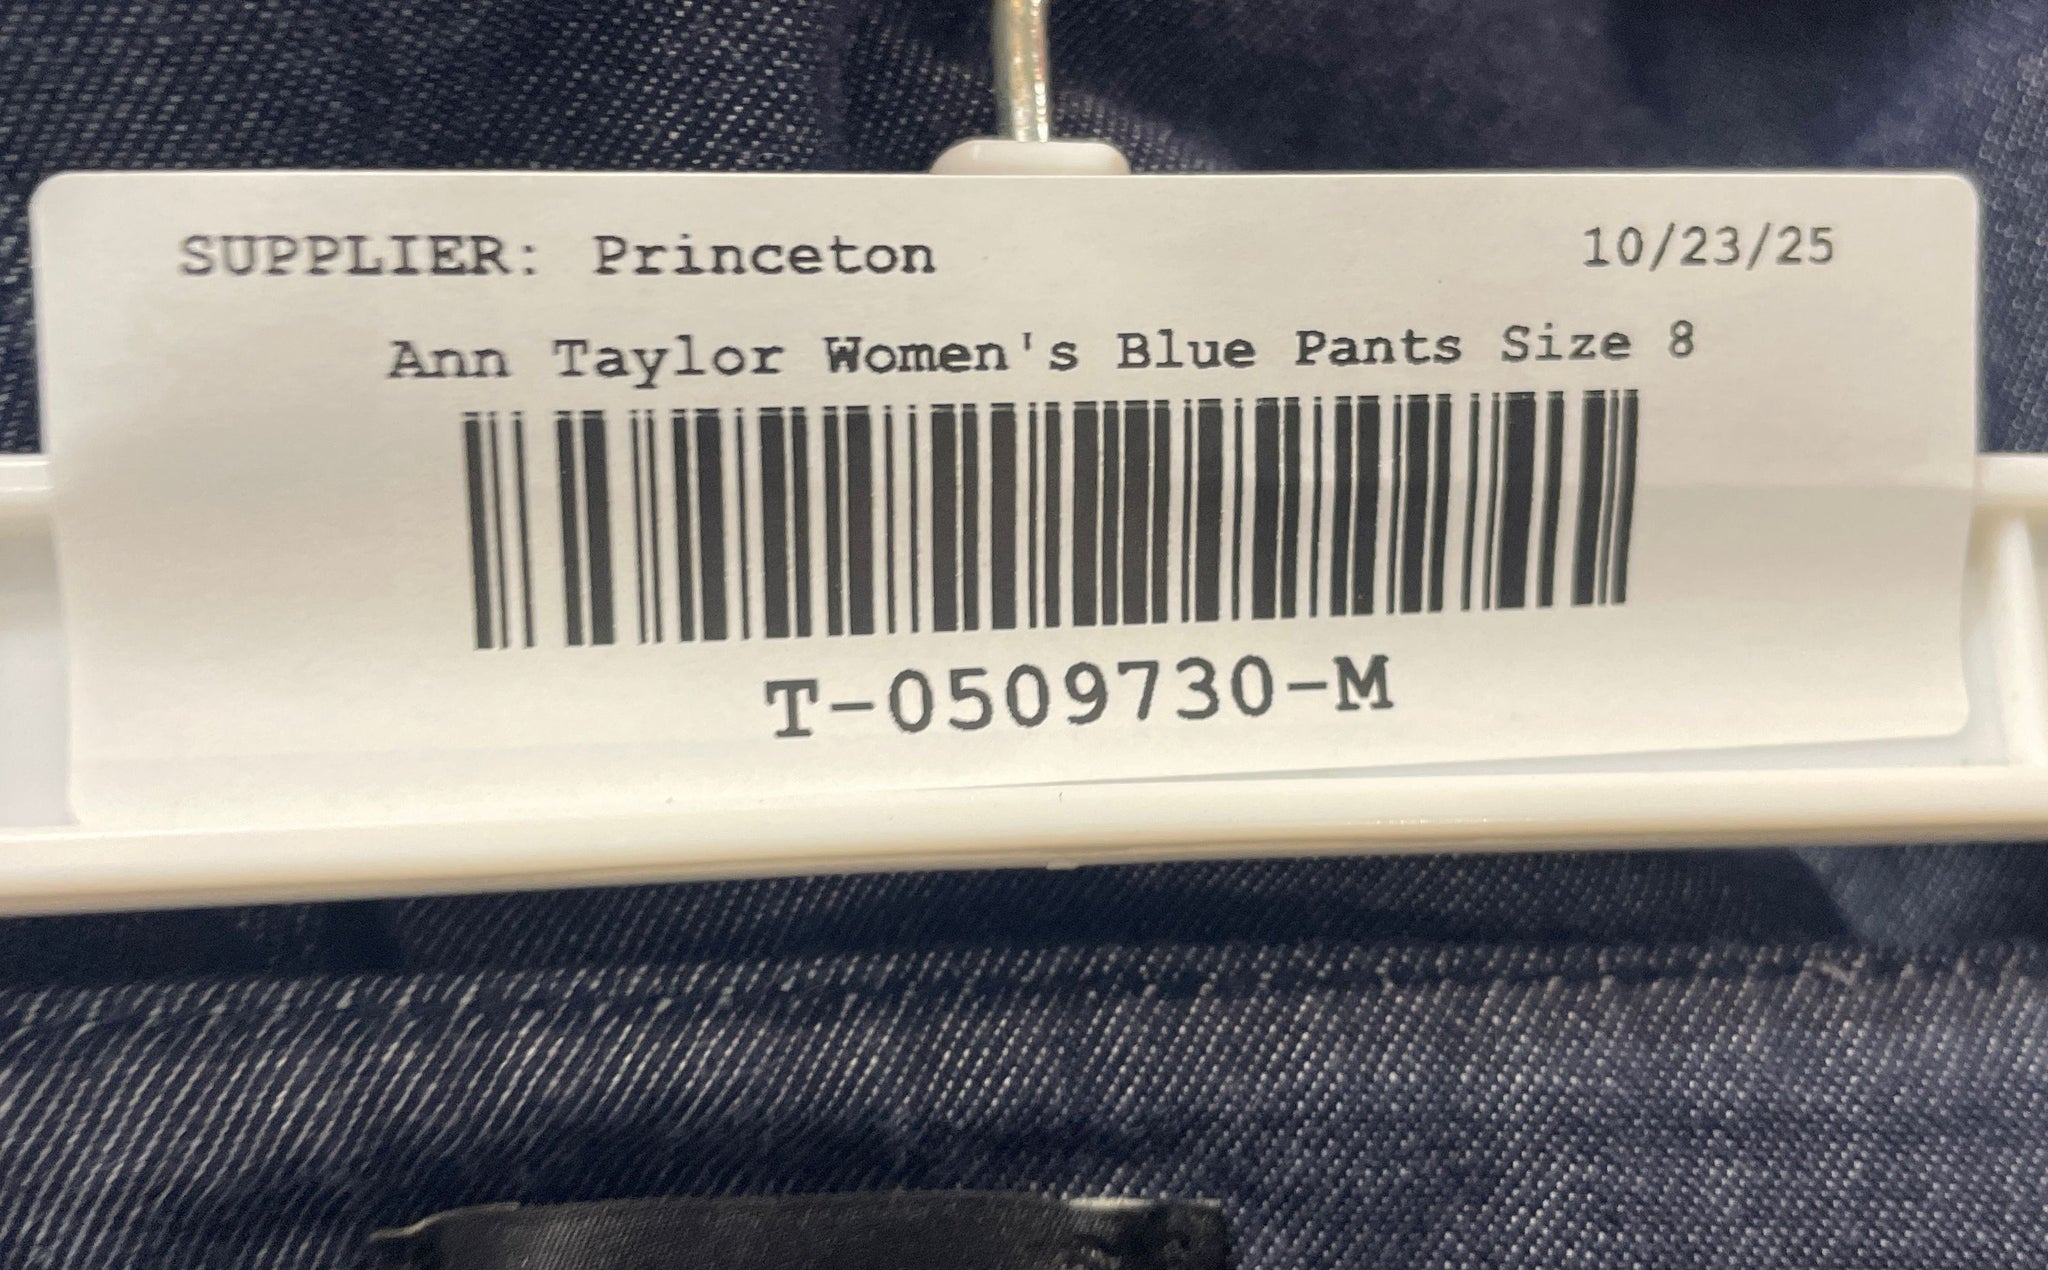 SUPPLIER: Princeton 10/23/25
Ann Taylor Women's Blue Pants Size 8
T-0509730-M